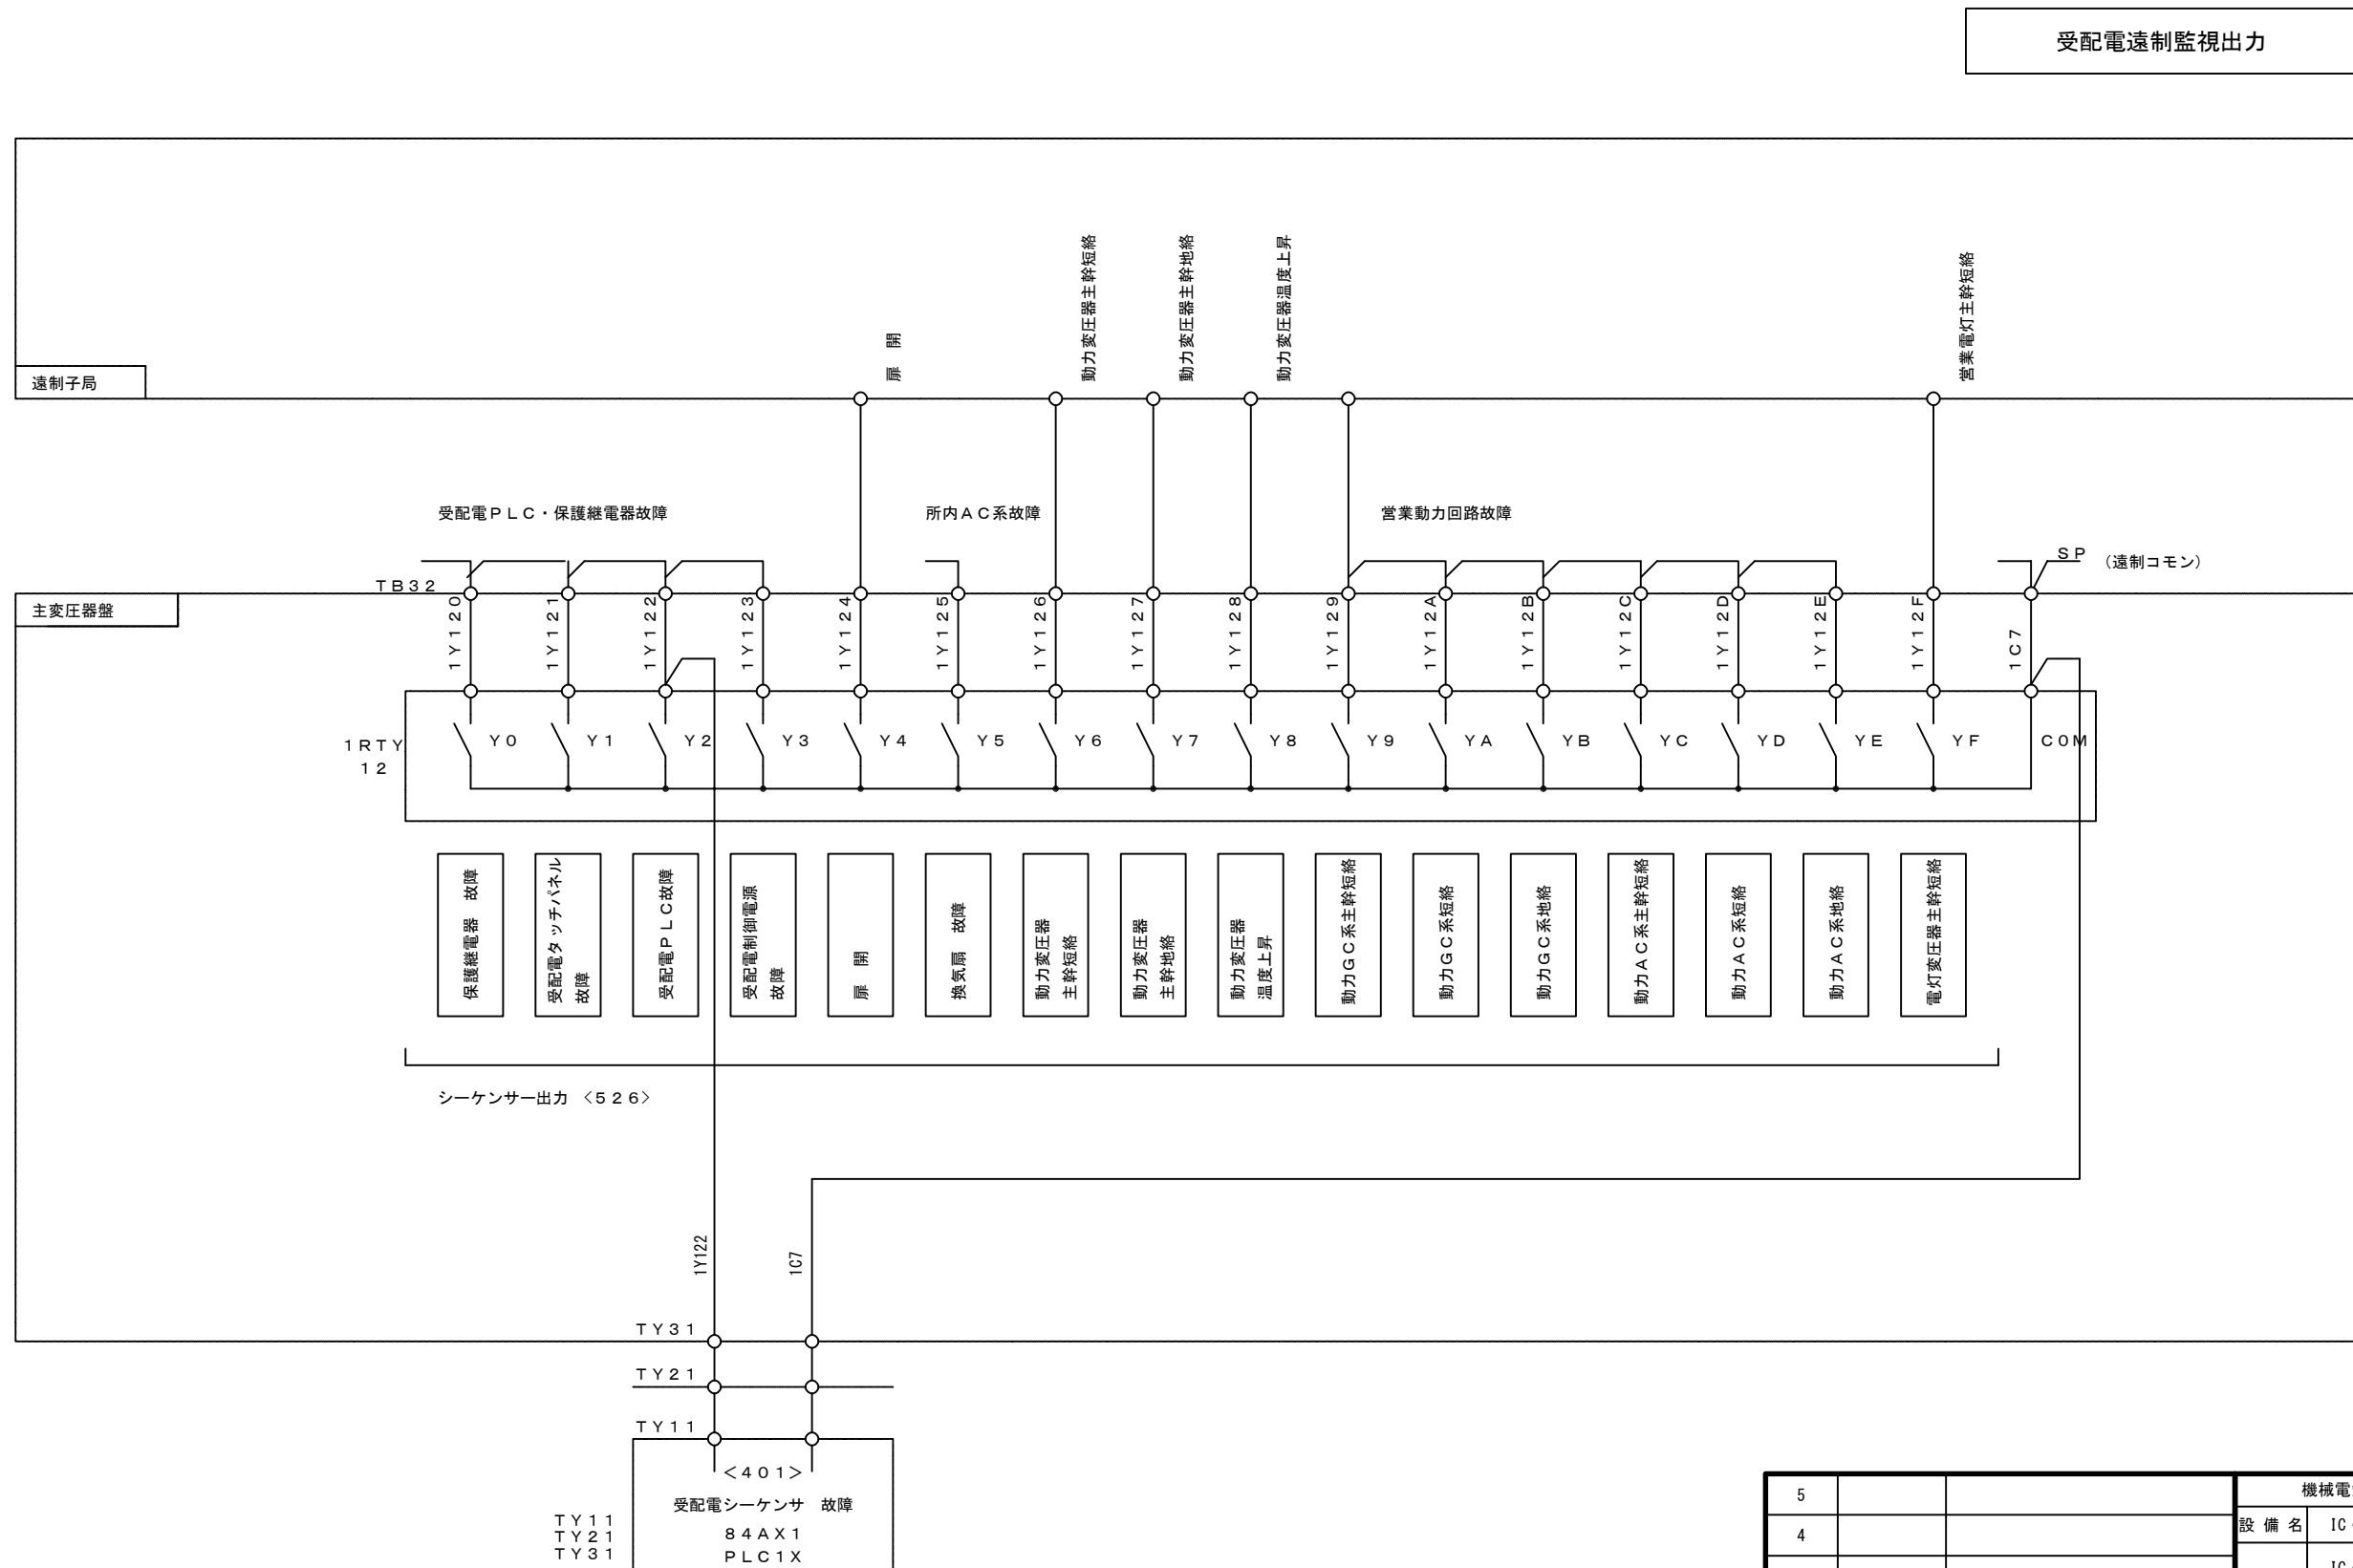 受配電遠制監視出力
動力変圧器主幹短絡
動力変圧器主幹地絡
動力変圧器温度上昇
営業電灯主幹短絡
扉 開
遠制子局
受配電ＰＬＣ・保護継電器故障
所内ＡＣ系故障
営業動力回路故障
ＳＰ (遠制コモン)
ＴＢ３２
主変圧器盤
１Ｙ１２０
１Ｙ１２１
１Ｙ１２２
１Ｙ１２３
１Ｙ１２４
１Ｙ１２５
１Ｙ１２６
１Ｙ１２７
１Ｙ１２８
１Ｙ１２９
１Ｙ１２Ａ
１Ｙ１２Ｂ
１Ｙ１２Ｃ
１Ｙ１２Ｄ
１Ｙ１２Ｅ
１Ｙ１２Ｆ
１Ｃ７
１ＲＴＹ
１２
Ｙ０
Ｙ１
Ｙ２
Ｙ３
Ｙ４
Ｙ５
Ｙ６
Ｙ７
Ｙ８
Ｙ９
ＹＡ
ＹＢ
ＹＣ
ＹＤ
ＹＥ
ＹＦ
ＣＯＭ
保護継電器 故障
受配電タッチパネル
故障
受配電ＰＬＣ故障
受配電制御電源
故障
扉 開
換気扇 故障
動力変圧器
主幹短絡
動力変圧器
主幹地絡
動力変圧器
温度上昇
動力ＧＣ系主幹短絡
動力ＧＣ系短絡
動力ＧＣ系地絡
動力ＡＣ系主幹短絡
動力ＡＣ系短絡
動力ＡＣ系地絡
電灯変圧器主幹短絡
シーケンサー出力 <５２６>
1Y122
1C7
ＴＹ３１
ＴＹ２１
ＴＹ１１
<４０１>
受配電シーケンサ 故障
８４ＡＸ１
ＰＬＣ１Ｘ
ＴＹ１１
ＴＹ２１
ＴＹ３１
5
4
機械電
設 備 名
IC